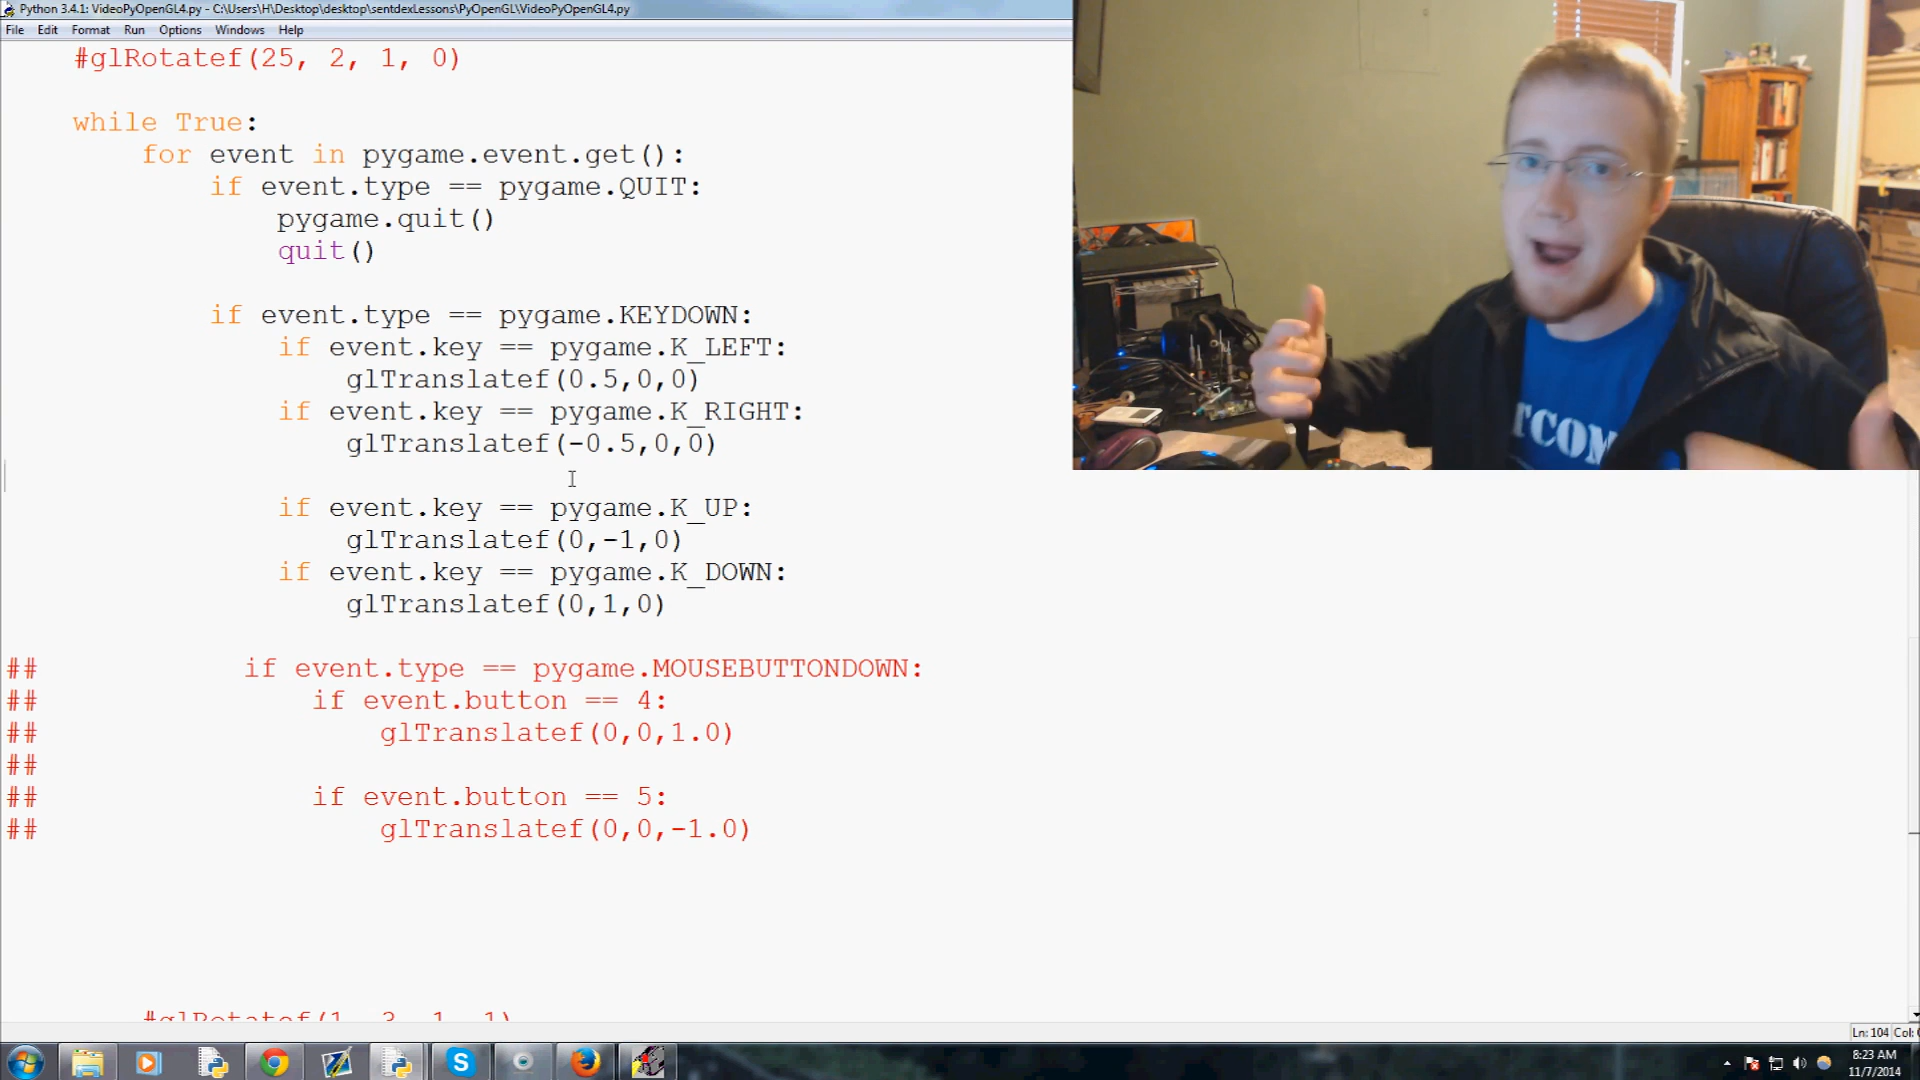 Python 3.4.1: VideoPyOpenGL4.py - C:\Users\H\Desktop\desktop\sentdexLessons\PyOpenGL\VideoPyOpenGL4.py
File Edit Format Run Options Windows Help
#glRotatef(25, 2, 1, 0)
while True:
for event in pygame.event.get():
if event.type == pygame.QUIT:
pygame.quit()
quit()
if event.type == pygame.KEYDOWN:
if event.key == pygame.K_LEFT:
glTranslatef(0.5,0,0)
if event.key == pygame.K_RIGHT:
glTranslatef(-0.5,0,0)
if event.key == pygame.K_UP:
glTranslatef(0,-1,0)
if event.key == pygame.K_DOWN:
glTranslatef(0,1,0)
## if event.type == pygame.MOUSEBUTTONDOWN:
## if event.button == 4:
## glTranslatef(0,0,1.0)
##
## if event.button == 5:
## glTranslatef(0,0,-1.0)
#glRotatef(1, 3, 1, 1)
Ln: 104 Col:
8:23 AM
11/7/2014